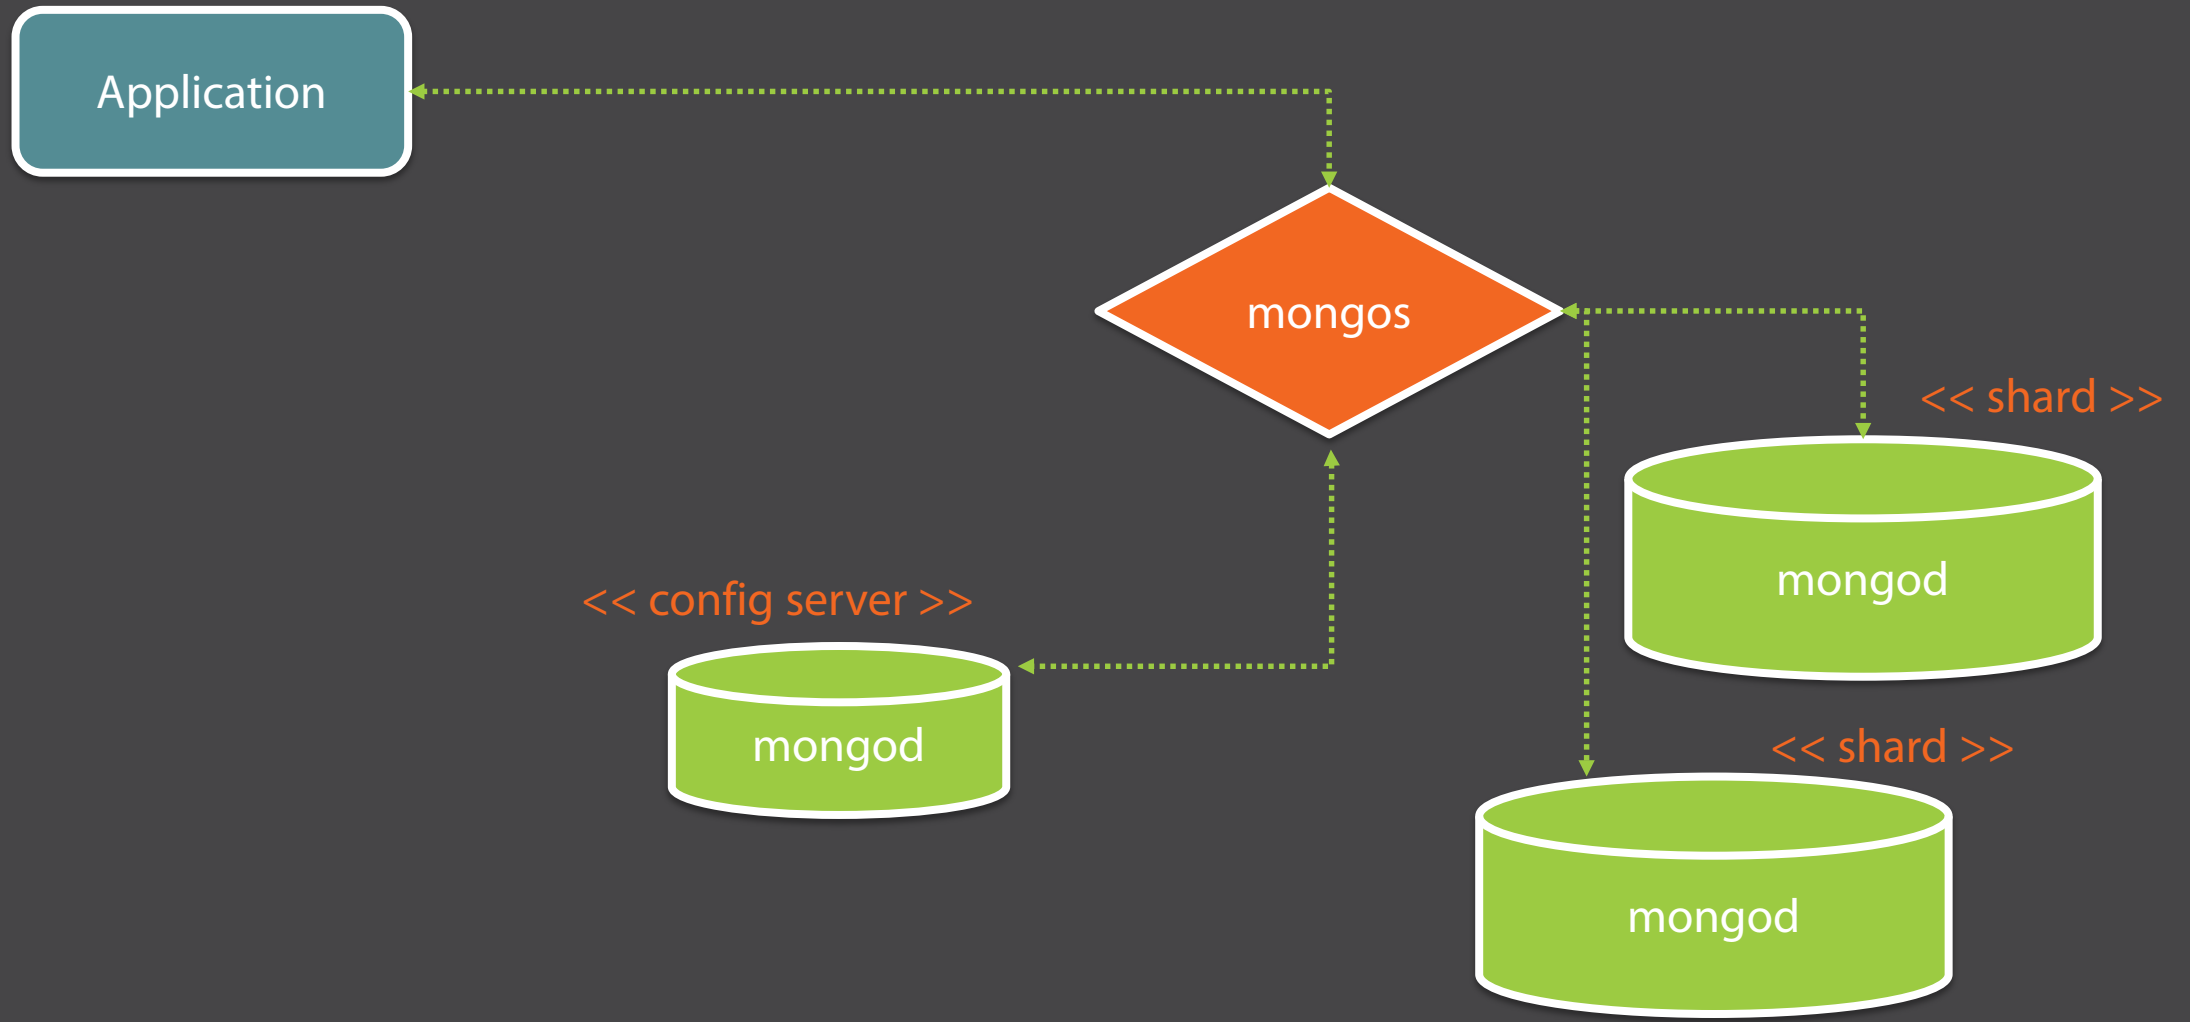 Application
mongos
<< shard >>
mongod
<< config server >>
mongod
<< shard >>
mongod